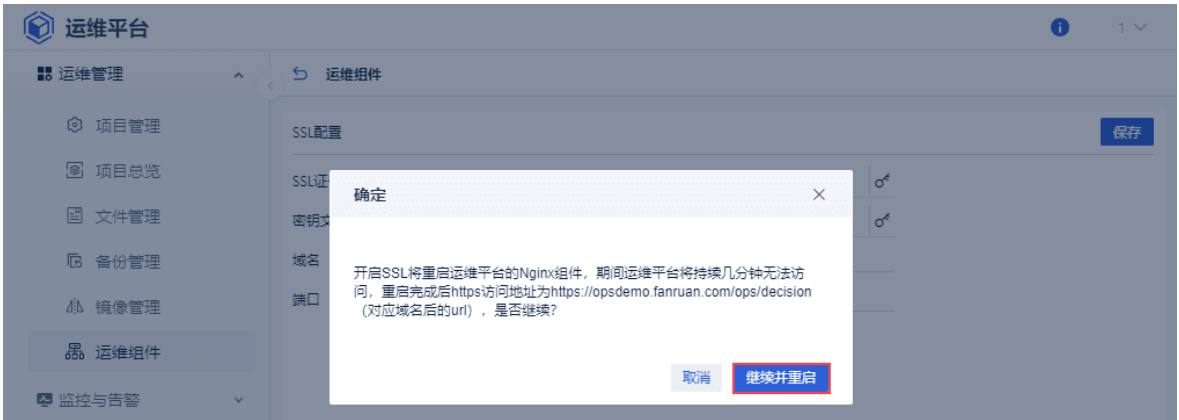 运维平台
1
运维管理
运维组件
项目管理
SSL配置
保存
项目总览
SSL证
确定
文件管理
密钥文
备份管理
域名
开启SSL将重启运维平台的Nginx组件，期间运维平台将持续几分钟无法访
问，重启完成后https访问地址为https://opsdemo.fanruan.com/ops/decision
（对应域名后的url），是否继续？
镜像管理
端口
运维组件
取消
继续并重启
监控与告警